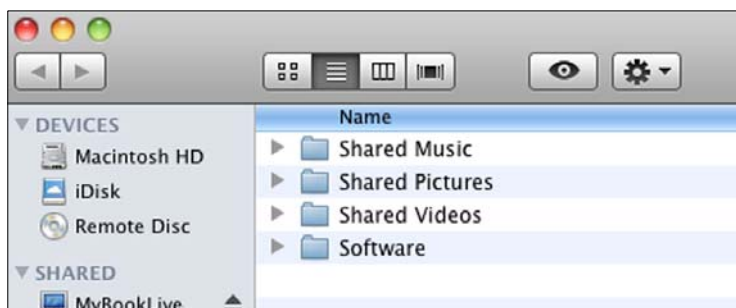 DEVICES
Macintosh HD
iDisk
Remote Disc
SHARED
MyBookLive
Name
Shared Music
Shared Pictures
Shared Videos
Software